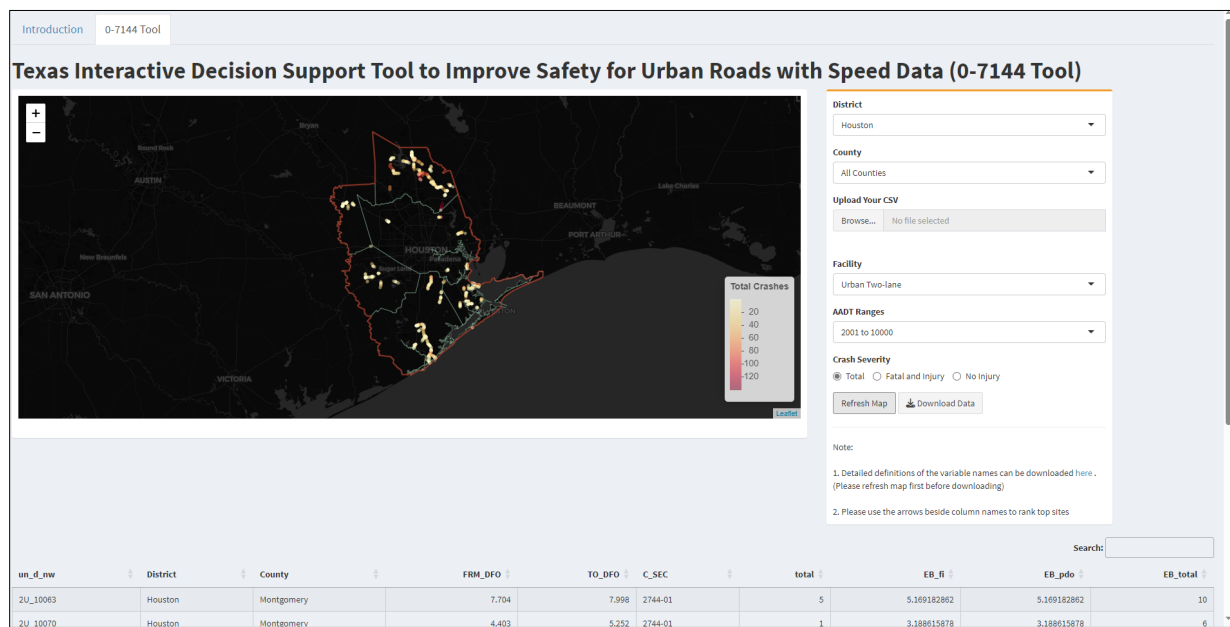 Introduction
0-7144 Tool
Texas Interactive Decision Support Tool to Improve Safety for Urban Roads with Speed Data (0-7144 Tool)
+
−
Bryan
Round Rock
AUSTIN
Lake Charles
BEAUMONT
PORT ARTHUR
HOUSTON
Pasadena
Sugar Land
New Braunfels
SAN ANTONIO
VICTORIA
Total Crashes
20
40
60
80
100
120
Leaflet
District
Houston
County
All Counties
Upload Your CSV
Browse... No file selected
Facility
Urban Two-lane
AADT Ranges
2001 to 10000
Crash Severity
Total Fatal and Injury No Injury
Refresh Map Download Data
Note:
1. Detailed definitions of the variable names can be downloaded here .
(Please refresh map first before downloading)
2. Please use the arrows beside column names to rank top sites
Search:
un_d_nw District County FRM_DFO TO_DFO C_SEC total EB_fi EB_pdo EB_total
2U_10063 Houston Montgomery 7.704 7.998 2744-01 5 5.169182862 5.169182862 10
2U_10070 Houston Montgomery 4.403 5.252 2744-01 1 3.188615878 3.188615878 6